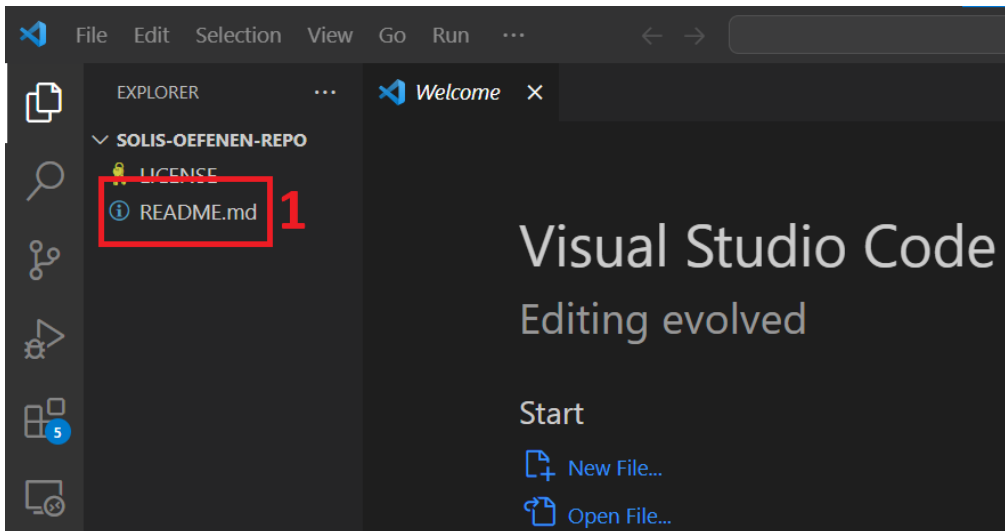 File Edit Selection View Go Run ...
EXPLORER ...
Welcome
SOLIS-OEFENEN-REPO
LICENSE
README.md
1
Visual Studio Code
Editing evolved
Start
5
New File...
Open File...